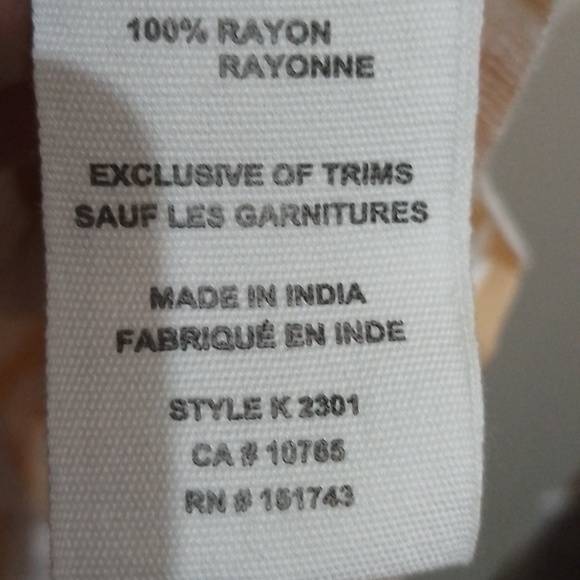 100% RAYON
RAYONNE
EXCLUSIVE OF TRIMS
SAUF LES GARNITURES
MADE IN INDIA
FABRIQUÉ EN INDE
STYLE K 2301
CA # 10765
RN # 161743